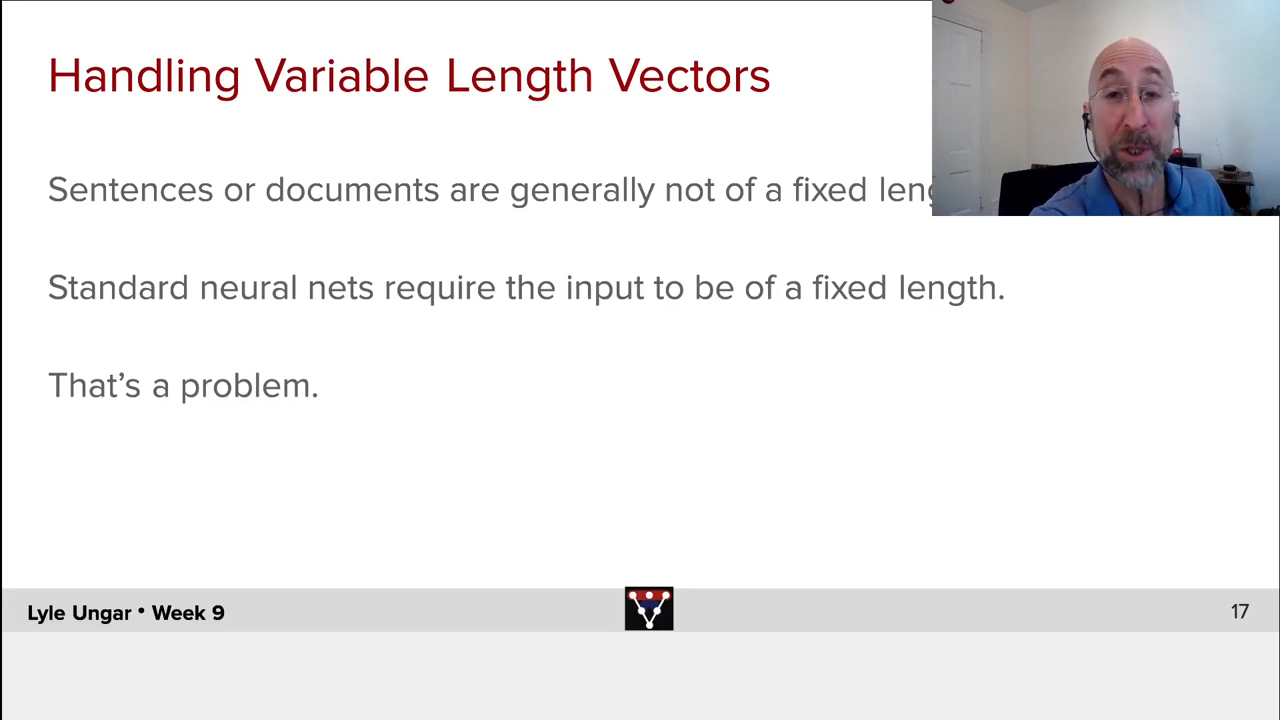 Handling Variable Length Vectors
Sentences or documents are generally not of a fixed
Standard neural nets require the input to be of a fixed length.
That's a problem.
Lyle Ungar • Week 9
17